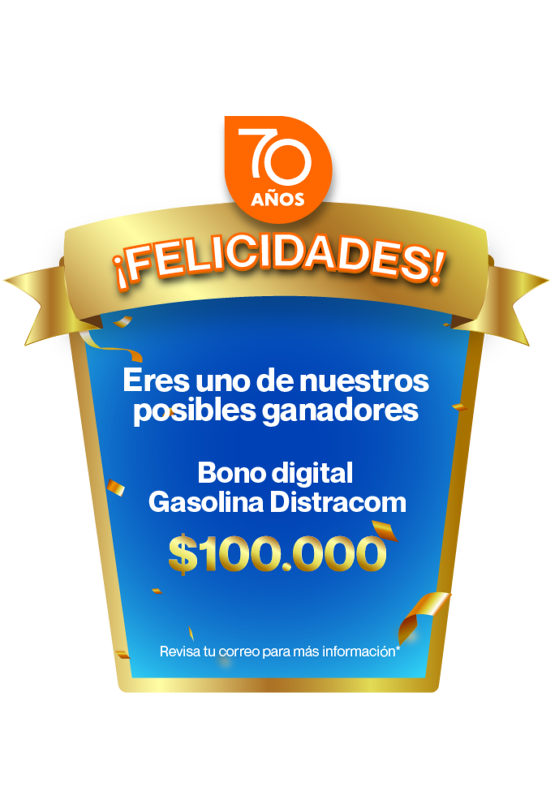 70
AÑOS
¡FELICIDADES!
Eres uno de nuestros
posibles ganadores
Bono digital
Gasolina Distracom
$100.000
Revisa tu correo para más información*